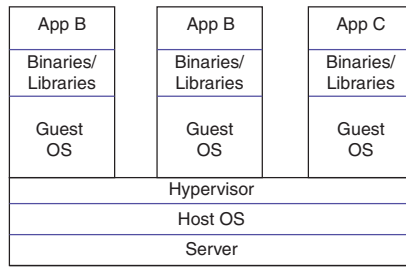 App B
Binaries/
Libraries
Guest
OS
App B
Binaries/
Libraries
Guest
OS
App C
Binaries/
Libraries
Guest
OS
Hypervisor
Host OS
Server